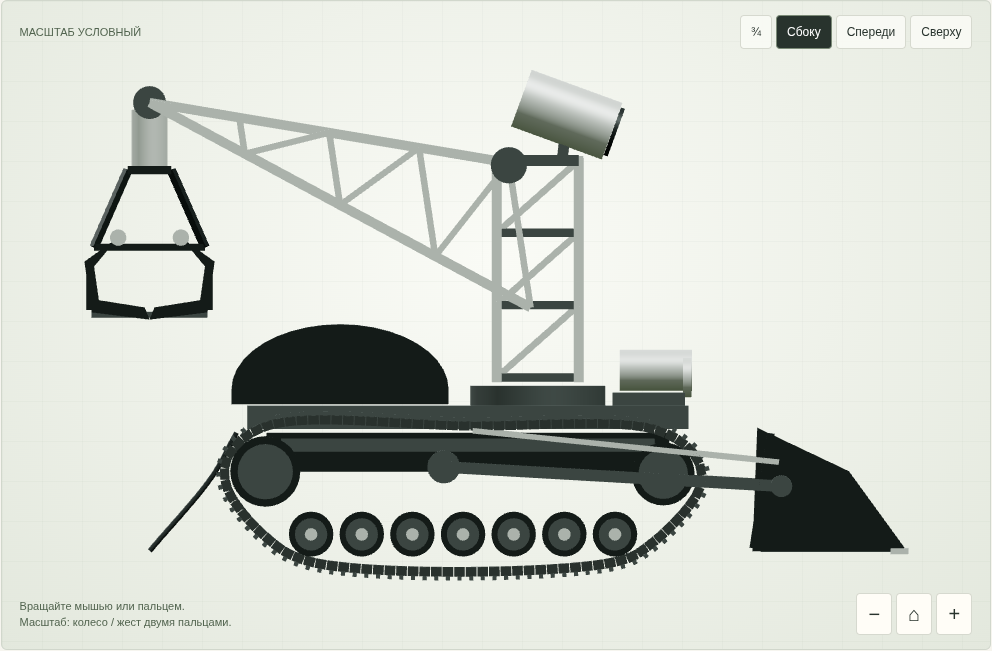 МАСШТАБ УСЛОВНЫЙ
¾ Сбоку Спереди Сверху
Вращайте мышью или пальцем.
Масштаб: колесо / жест двумя пальцами.
− ⌂ +